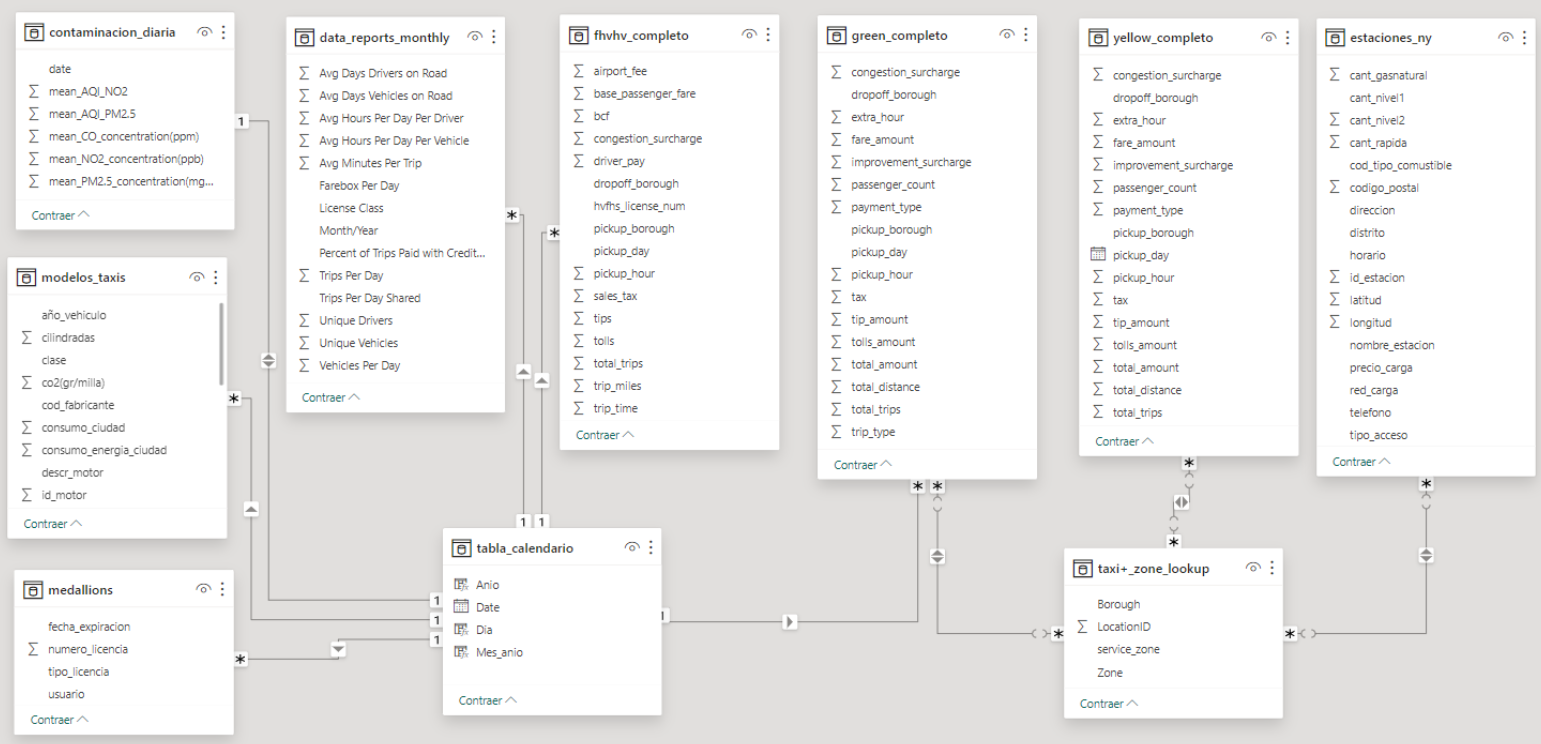 contaminacion_diaria
date
mean_AQI_NO2
mean_AQI_PM2.5
mean_CO_concentration(ppm)
mean_NO2_concentration(ppb)
mean_PM2.5_concentration(mg...
Contraer
data_reports_monthly
Avg Days Drivers on Road
Avg Days Vehicles on Road
Avg Hours Per Day Per Driver
Avg Hours Per Day Per Vehicle
Avg Minutes Per Trip
Farebox Per Day
License Class
Month/Year
Percent of Trips Paid with Credit...
Trips Per Day
Trips Per Day Shared
Unique Drivers
Unique Vehicles
Vehicles Per Day
Contraer
fhvhv_completo
airport_fee
base_passenger_fare
bcf
congestion_surcharge
driver_pay
dropoff_borough
hvfhs_license_num
pickup_borough
pickup_day
pickup_hour
sales_tax
tips
tolls
total_trips
trip_miles
trip_time
Contraer
green_completo
congestion_surcharge
dropoff_borough
extra_hour
fare_amount
improvement_surcharge
passenger_count
payment_type
pickup_borough
pickup_day
pickup_hour
tax
tip_amount
tolls_amount
total_amount
total_distance
total_trips
trip_type
Contraer
yellow_completo
congestion_surcharge
dropoff_borough
extra_hour
fare_amount
improvement_surcharge
passenger_count
payment_type
pickup_borough
pickup_day
pickup_hour
tax
tip_amount
tolls_amount
total_amount
total_distance
total_trips
Contraer
estaciones_ny
cant_gasnatural
cant_nivel1
cant_nivel2
cant_rapida
cod_tipo_comustible
codigo_postal
direccion
distrito
horario
id_estacion
latitud
longitud
nombre_estacion
precio_carga
red_carga
telefono
tipo_acceso
Contraer
modelos_taxis
año_vehiculo
cilindradas
clase
co2(gr/milla)
cod_fabricante
consumo_ciudad
consumo_energia_ciudad
descr_motor
id_motor
Contraer
medallions
fecha_expiracion
numero_licencia
tipo_licencia
usuario
Contraer
tabla_calendario
Anio
Date
Dia
Mes_anio
Contraer
taxi+_zone_lookup
Borough
LocationID
service_zone
Zone
Contraer
1
*
*
*
*
1
1
1
1
1
1
*
*
*
*
*
*
*
*